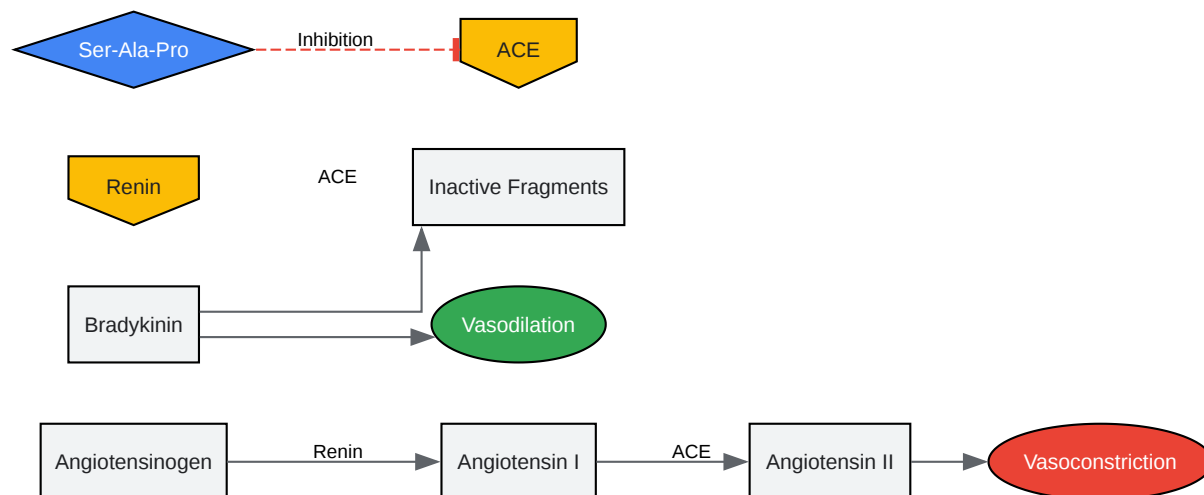 Ser-Ala-Pro
Inhibition
ACE
Renin
ACE
Inactive Fragments
Bradykinin
Vasodilation
Angiotensinogen
Renin
Angiotensin I
ACE
Angiotensin II
Vasoconstriction